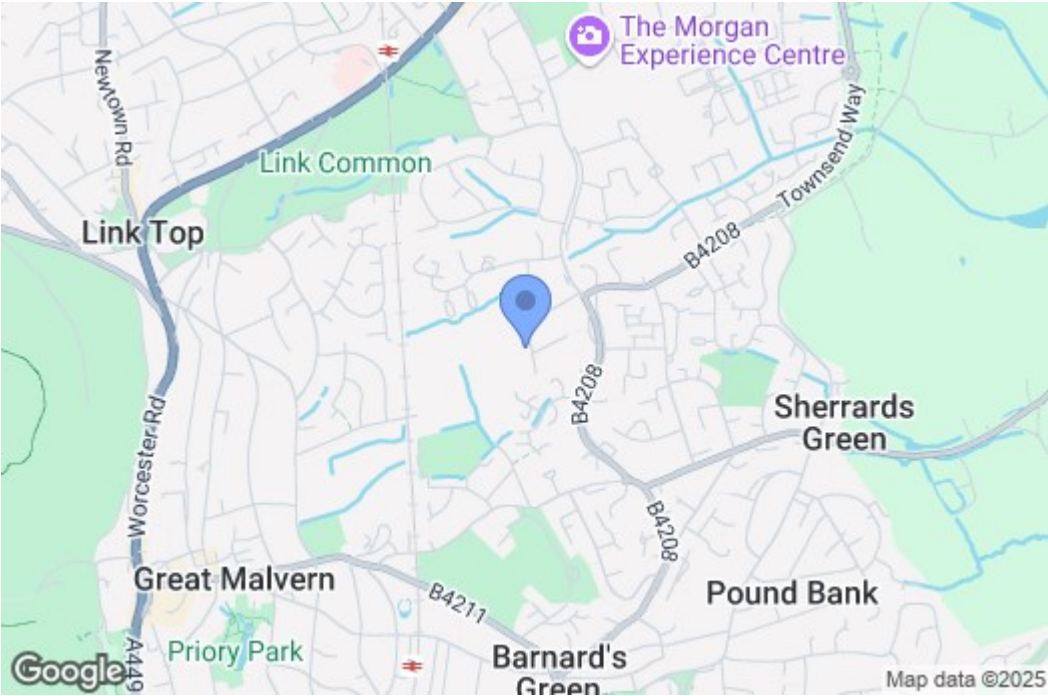 The Morgan
Experience Centre
Newtown Rd
Link Common
Townsend Way
Link Top
B4208
B4208
Sherrards
Green
Worcester Rd
B4208
Great Malvern
B4211
Pound Bank
Priory Park
A449
Barnard's
Green
Google
Map data ©2025